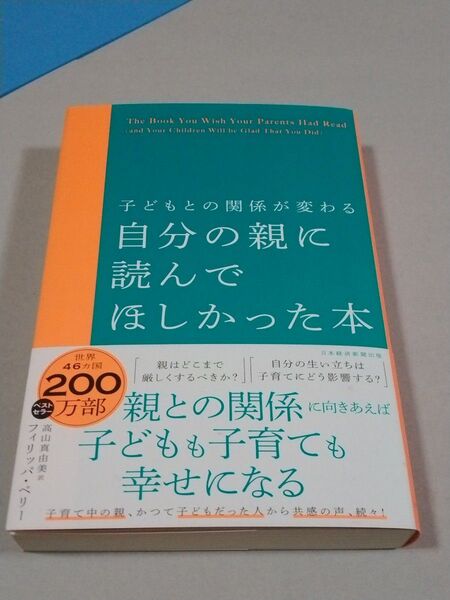 The Book You Wish Your Parents Had Read
(and Your Children Will Be Glad That You Did)
子どもとの関係が変わる
自分の親に
読んで
ほしかった本
日本経済新聞出版
世界
46カ国
200
万部
ベスト
セラー
「親はどこまで
厳しくするべきか？」
「自分の生い立ちは
子育てにどう影響する？」
親との関係に向きあえば
子どもも子育ても
幸せになる
高山真由美 訳
フィリッパ・ペリー
子育て中の親、かつて子どもだった人から共感の声、続々！